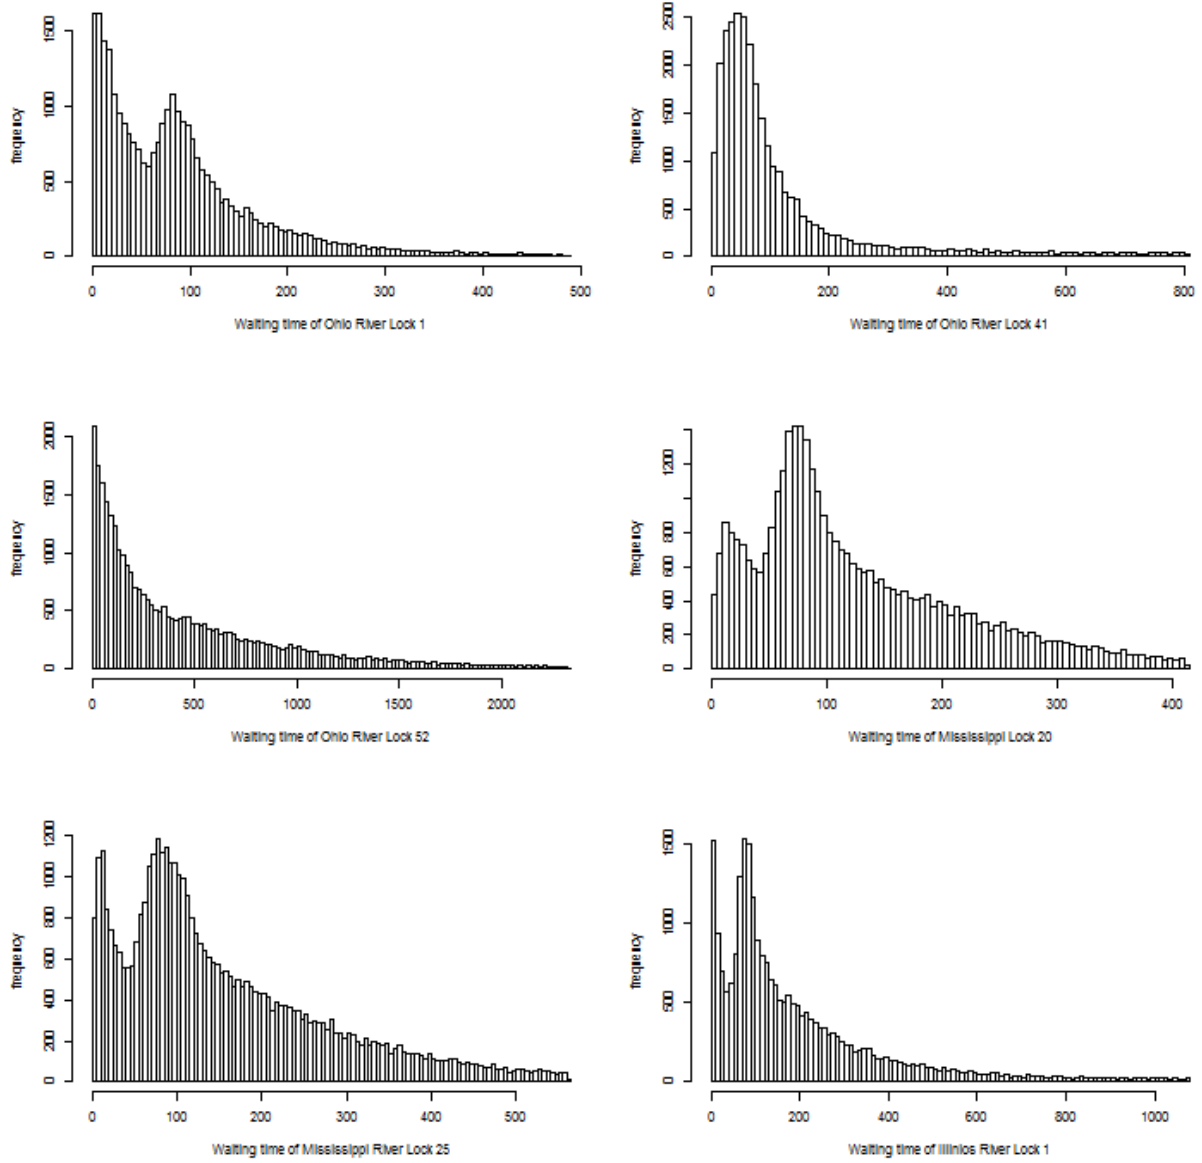 frequency
1500
1000
500
0
0 100 200 300 400 500
Waiting time of Ohio River Lock 1
frequency
2500
2000
1500
1000
500
0
0 200 400 600 800
Waiting time of Ohio River Lock 41
frequency
2000
1500
1000
500
0
0 500 1000 1500 2000
Waiting time of Ohio River Lock 52
frequency
1200
800
600
400
200
0
0 100 200 300 400
Waiting time of Mississippi Lock 20
frequency
1200
1000
800
600
400
200
0
0 100 200 300 400 500
Waiting time of Mississippi River Lock 25
frequency
1500
1000
500
0
0 200 400 600 800 1000
Waiting time of Illinios River Lock 1